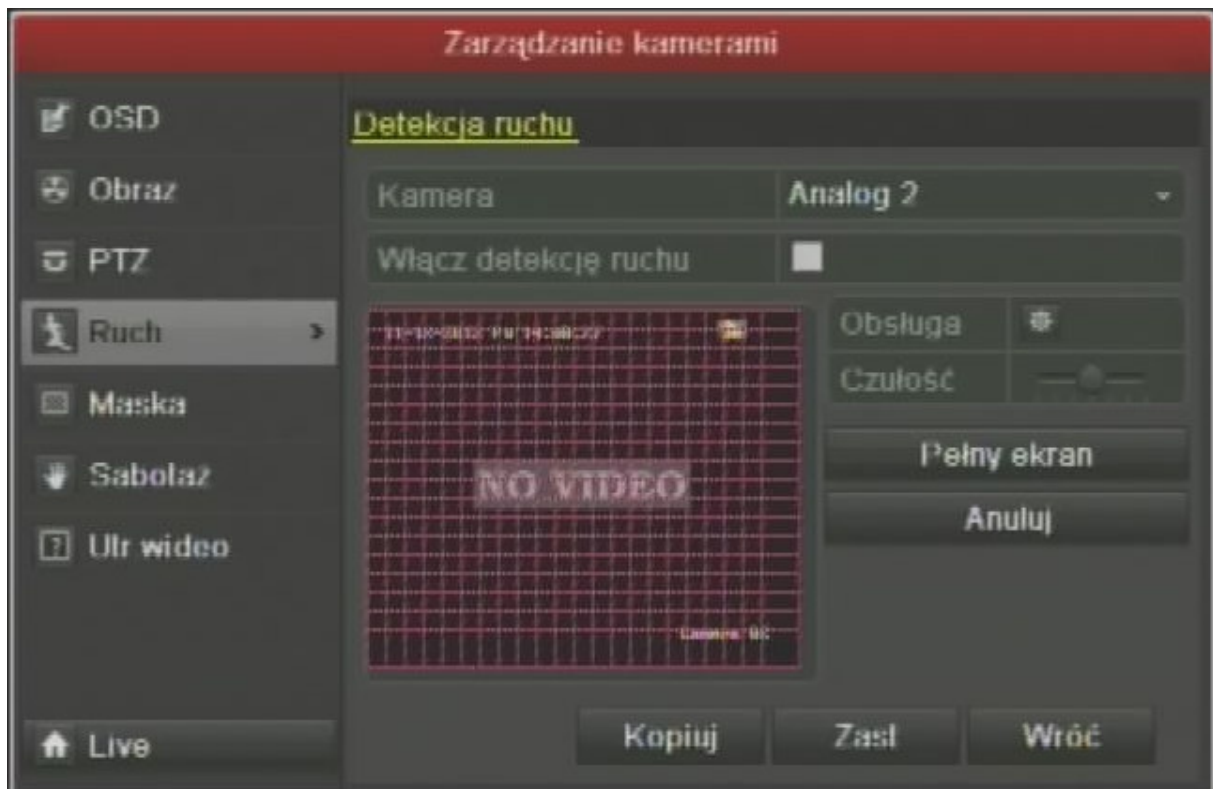 Zarządzanie kamerami
OSD
Obraz
PTZ
Ruch
Maska
Sabotaż
Utr wideo
Live
Detekcja ruchu
Kamera Analog 2
Włącz detekcję ruchu
NO VIDEO
Obsługa
Czułość
Pełny ekran
Anuluj
Kopiuj Zast Wróć